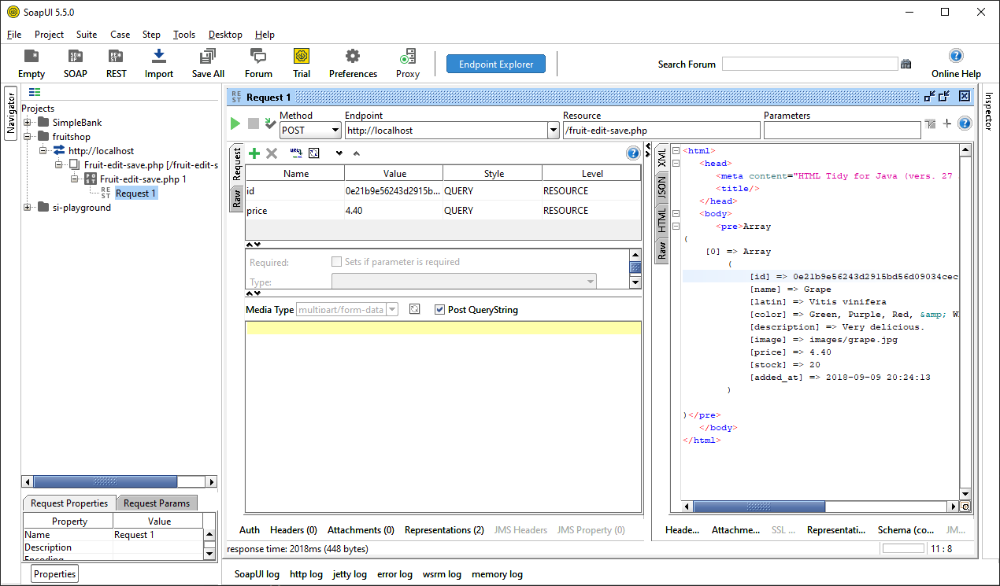 SoapUI 5.5.0
File Project Suite Case Step Tools Desktop Help
Empty SOAP REST Import Save All Forum Trial Preferences Proxy Endpoint Explorer Search Forum Online Help
Navigator
Projects
SimpleBank
fruitshop
http://localhost
Fruit-edit-save.php [/fruit-edit-s
Fruit-edit-save.php 1
REST Request 1
si-playground
Request Properties Request Params
Property Value
Name Request 1
Description
Encoding
Properties
REST Request 1
Method Endpoint Resource Parameters
POST http://localhost /fruit-edit-save.php
Request
Raw
Name Value Style Level
id 0e21b9e56243d2915b... QUERY RESOURCE
price 4.40 QUERY RESOURCE
Required: Sets if parameter is required
Type:
Media Type multipart/form-data Post QueryString
Auth Headers (0) Attachments (0) Representations (2) JMS Headers JMS Property (0)
XML
JSON
HTML
Raw
<html>
<head>
<meta content="HTML Tidy for Java (vers. 27
<title/>
</head>
<body>
<pre>Array
(
[0] => Array
(
[id] => 0e21b9e56243d2915bd56d09034cec
[name] => Grape
[latin] => Vitis vinifera
[color] => Green, Purple, Red, &amp; W
[description] => Very delicious.
[image] => images/grape.jpg
[price] => 4.40
[stock] => 20
[added_at] => 2018-09-09 20:24:13
)
)</pre>
</body>
</html>
Heade... Attachme... SSL ... Representati... Schema (co... JM...
response time: 2018ms (448 bytes) 11 : 8
SoapUI log http log jetty log error log wsrm log memory log
Inspector